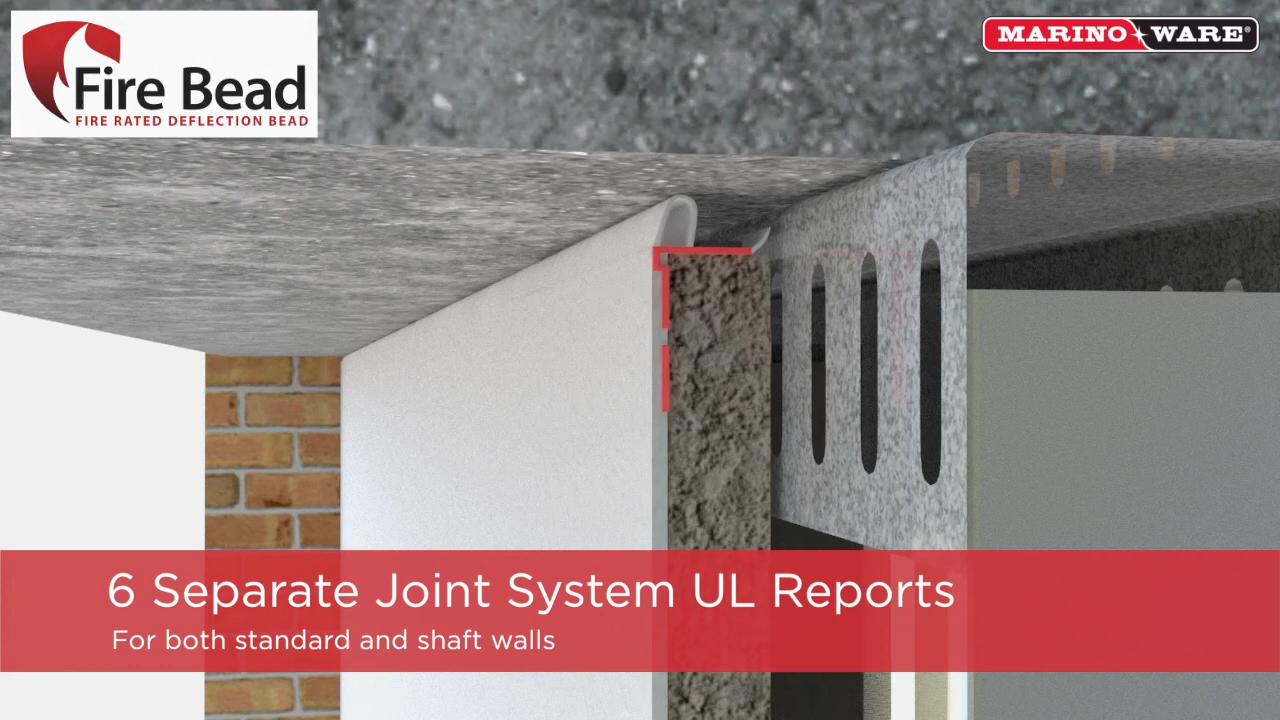 Fire Bead
FIRE RATED DEFLECTION BEAD
MARINO WARE®
6 Separate Joint System UL Reports
For both standard and shaft walls